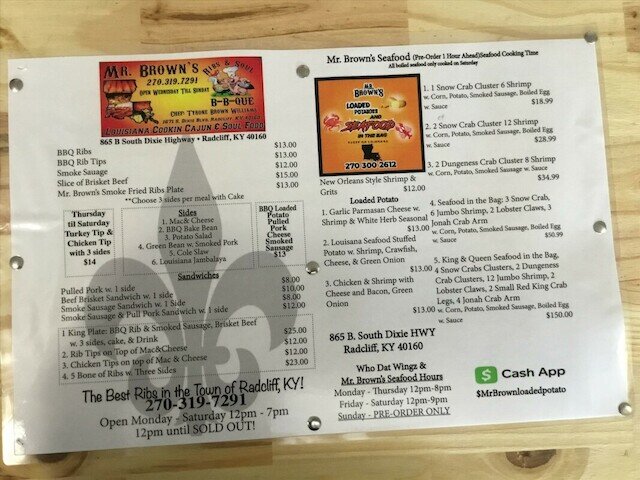 MR. BROWN'S
RIBS & SOUL
270.319.7291
OPEN WEDNESDAY TILL SUNDAY
B-B-QUE
CHEF TYRONE BROWN WILLIAMS
RADCLIFF, KY 40160
LOUISIANA COOKIN CAJUN & SOUL FOOD
865 B South Dixie Highway • Radcliff, KY 40160
BBQ Ribs $13.00
BBQ Rib Tips $13.00
Smoke Sauage $12.00
Slice of Brisket Beef $15.00
Mr. Brown's Smoke Fried Ribs Plate $13.00
**Choose 3 sides per meal with Cake
Thursday
til Saturday
Turkey Tip &
Chicken Tip
with 3 sides
$14
Sides
1. Mac& Cheese
2. BBQ Bake Bean
3. Potato Salad
4. Green Bean w. Smoked Pork
5. Cole Slaw
6. Louisiana Jambalaya
BBQ Loaded
Potato
Pulled
Pork
Cheese
Smoked
Sausage
$13
Sandwiches
Pulled Pork w. 1 side $8.00
Beef Brisket Sandwich w. 1 side $10.00
Smoke Sausage Sandwich w. 1 side $8.00
Smoke Sausage & Pull Pork Sandwich w. 1 side $12.00
1 King Plate: BBQ Rib & Smoked Sausage, Brisket Beef
w. 3 sides, cake, & Drink $25.00
2. Rib Tips on Top of Mac&Cheese $12.00
3. Chicken Tips on top of Mac & Cheese $12.00
4. 5 Bone of Ribs w. Three Sides $23.00
The Best Ribs in the Town of Radcliff, KY!
270-319-7291
Open Monday - Saturday 12pm - 7pm
12pm until SOLD OUT!
Mr. Brown's Seafood (Pre-Order 1 Hour Ahead)Seafood Cooking Time
All boiled seafood only cooked on Saturday
MR.
BROWN'S
LOADED
POTATOES
AND
SEAFOOD
IN THE BAG
270 300 2612
New Orleans Style Shrimp &
Grits $12.00
Loaded Potato
1. Garlic Parmasan Cheese w.
Shrimp & White Herb Seasonal
$13.00
2. Louisana Seafood Stuffed
Potato w. Shrimp, Crawfish,
Cheese, & Green Onion
$13.00
3. Chicken & Shrimp with
Cheese and Bacon, Green
Onion $13.00
1. 1 Snow Crab Cluster 6 Shrimp
w. Corn, Potato, Smoked Sausage, Boiled Egg
w. Sauce $18.99
2. 2 Snow Crab Cluster 12 Shrimp
w. Corn, Potato, Smoked Sausage, Boiled Egg
w. Sauce $28.99
3. 2 Dungeness Crab Cluster 8 Shrimp
w. Corn, Potato, Smoked Sausage, Boiled Egg
w. Sauce $34.99
4. Seafood in the Bag; 3 Snow Crab,
6 Jumbo Shrimp, 2 Lobster Claws, 3
Jonah Crab Arm
w. Corn, Potato, Smoked Sausage, Boiled Egg
w. Sauce $50.99
5. King & Queen Seafood in the Bag,
4 Snow Crabs Clusters, 2 Dungeness
Crab Clusters, 12 Jumbo Shrimp, 2
Lobster Claws, 2 Small Red King Crab
Legs, 4 Jonah Crab Arm
w. Corn, Potato, Smoked Sausage, Boiled Egg
w. Sauce $150.00
865 B. South Dixie HWY
Radcliff, KY 40160
Who Dat Wingz &
Mr. Brown's Seafood Hours
Monday - Thursday 12pm-8pm
Friday - Saturday 12pm-9pm
Sunday - PRE-ORDER ONLY
$ Cash App
$MrBrownloadedpotato